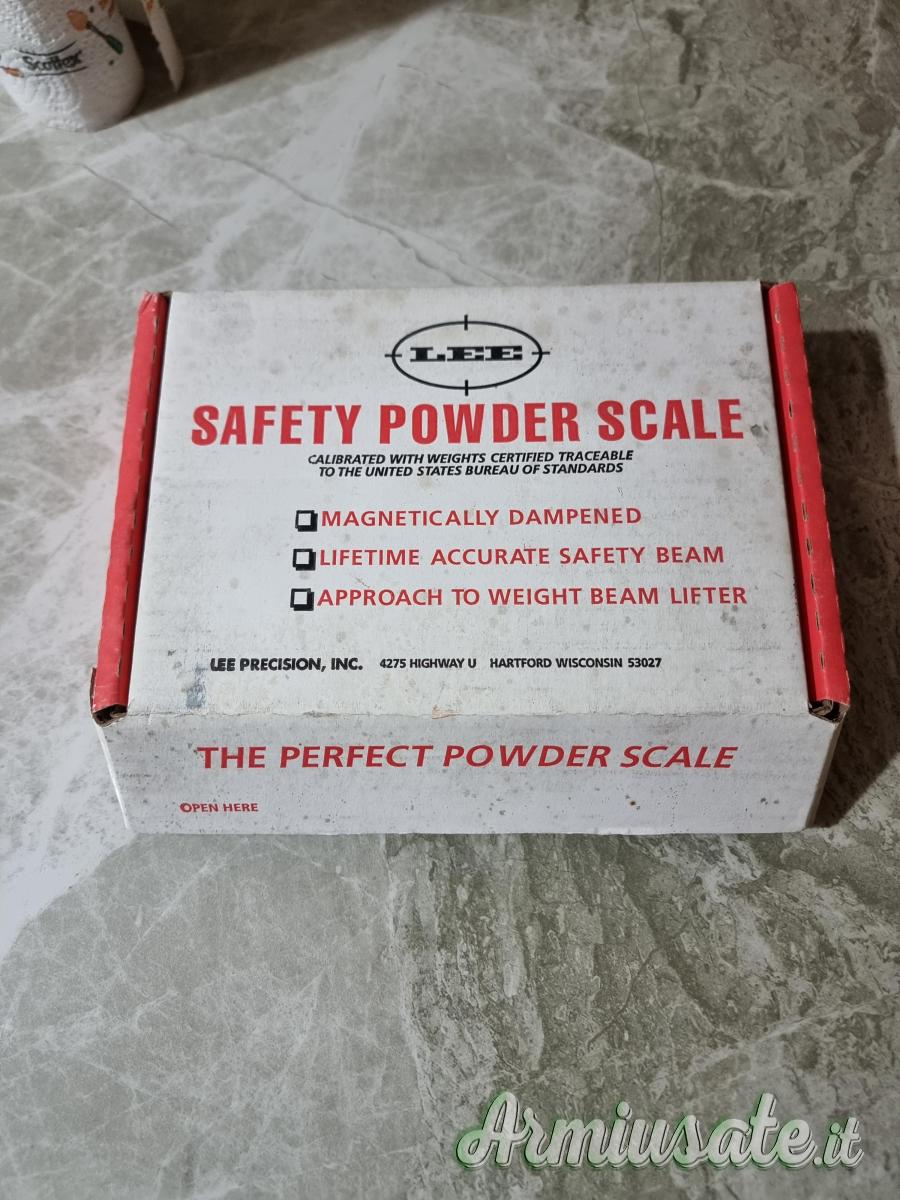 Scottex
LEE
SAFETY POWDER SCALE
CALIBRATED WITH WEIGHTS CERTIFIED TRACEABLE
TO THE UNITED STATES BUREAU OF STANDARDS
MAGNETICALLY DAMPENED
LIFETIME ACCURATE SAFETY BEAM
APPROACH TO WEIGHT BEAM LIFTER
LEE PRECISION, INC. 4275 HIGHWAY U HARTFORD WISCONSIN 53027
THE PERFECT POWDER SCALE
OPEN HERE
Armiusate.it